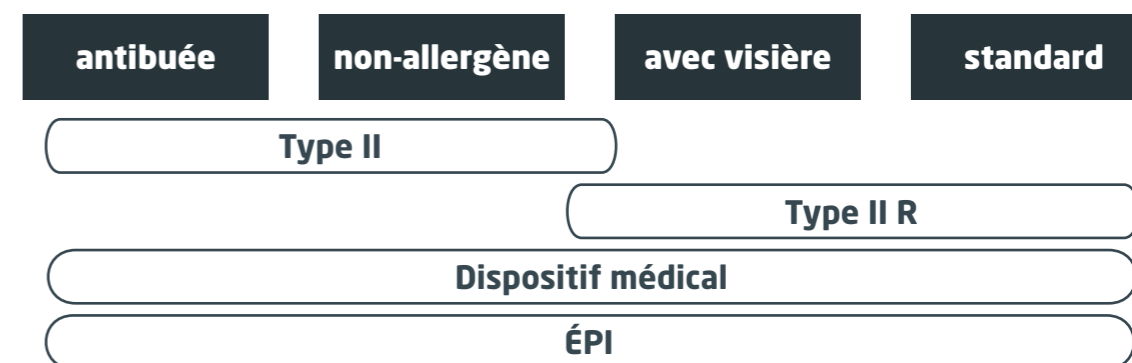 antibuée non-allergène avec visière standard
Type II
Type II R
Dispositif médical
ÉPI